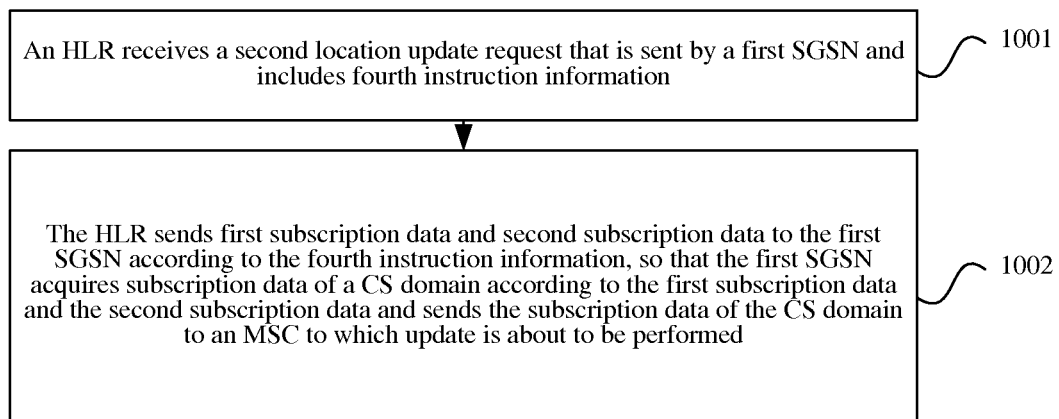 An HLR receives a second location update request that is sent by a first SGSN and
includes fourth instruction information
1001
The HLR sends first subscription data and second subscription data to the first
SGSN according to the fourth instruction information, so that the first SGSN
acquires subscription data of a CS domain according to the first subscription data
and the second subscription data and sends the subscription data of the CS domain
to an MSC to which update is about to be performed
1002